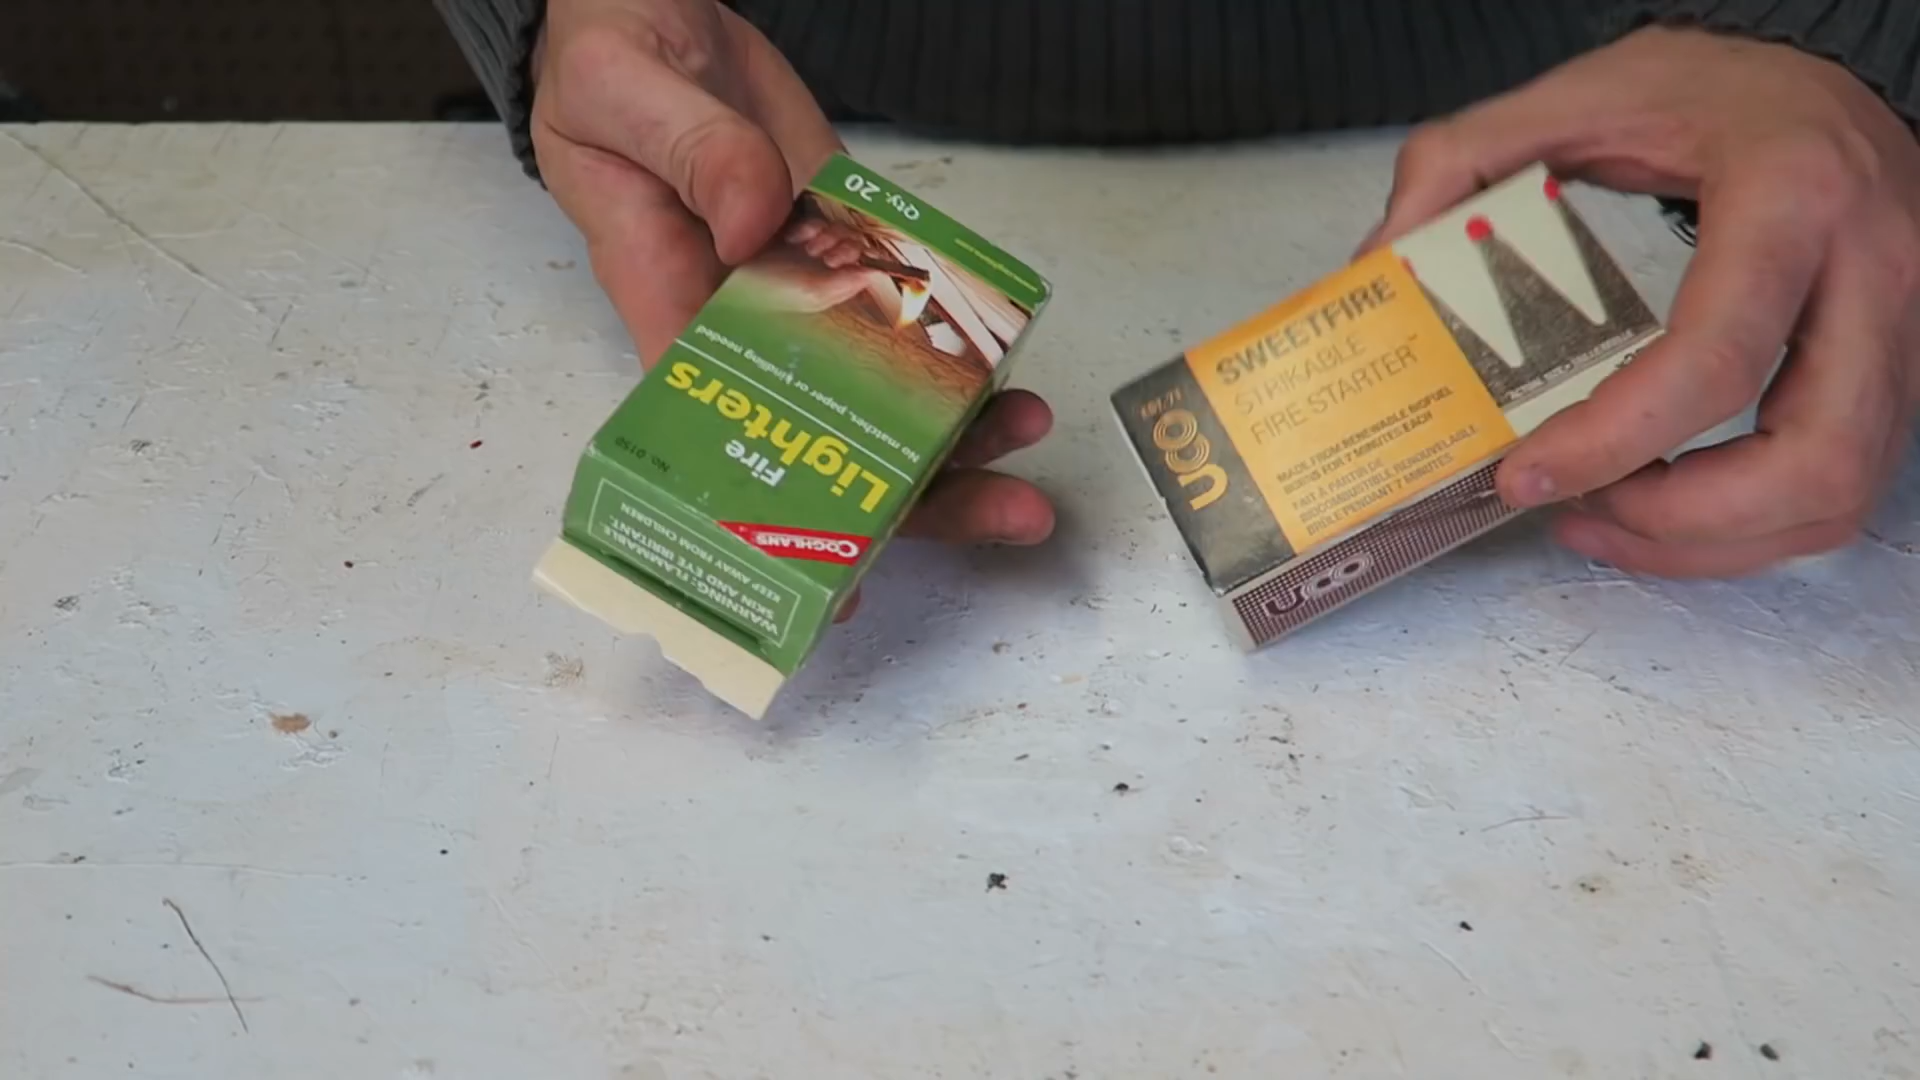 Qty. 20
No matches, paper or kindling needed
Fire
Lighters
No. 0150
COGHLANS
WARNING: FLAMMABLE
SKIN AND EYE IRRITANT.
KEEP AWAY FROM CHILDREN
UCO
SWEETFIRE
STRIKABLE
FIRE STARTER™
MADE FROM RENEWABLE BIOFUEL
BURNS FOR 7 MINUTES EACH
FAIT À PARTIR DE
BIOCOMBUSTIBLE RENOUVELABLE
BRÛLE PENDANT 7 MINUTES
UCO